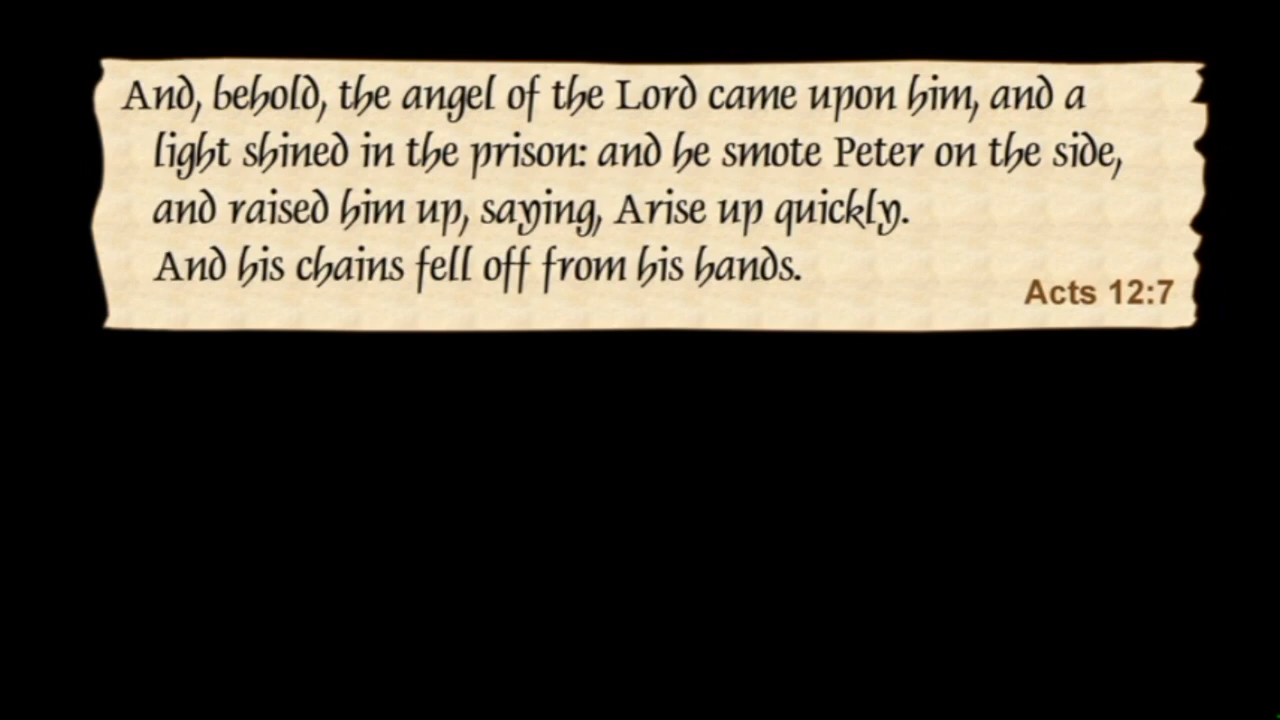 And, behold, the angel of the Lord came upon him, and a
light shined in the prison: and he smote Peter on the side,
and raised him up, saying, Arise up quickly.
And his chains fell off from his hands.
Acts 12:7